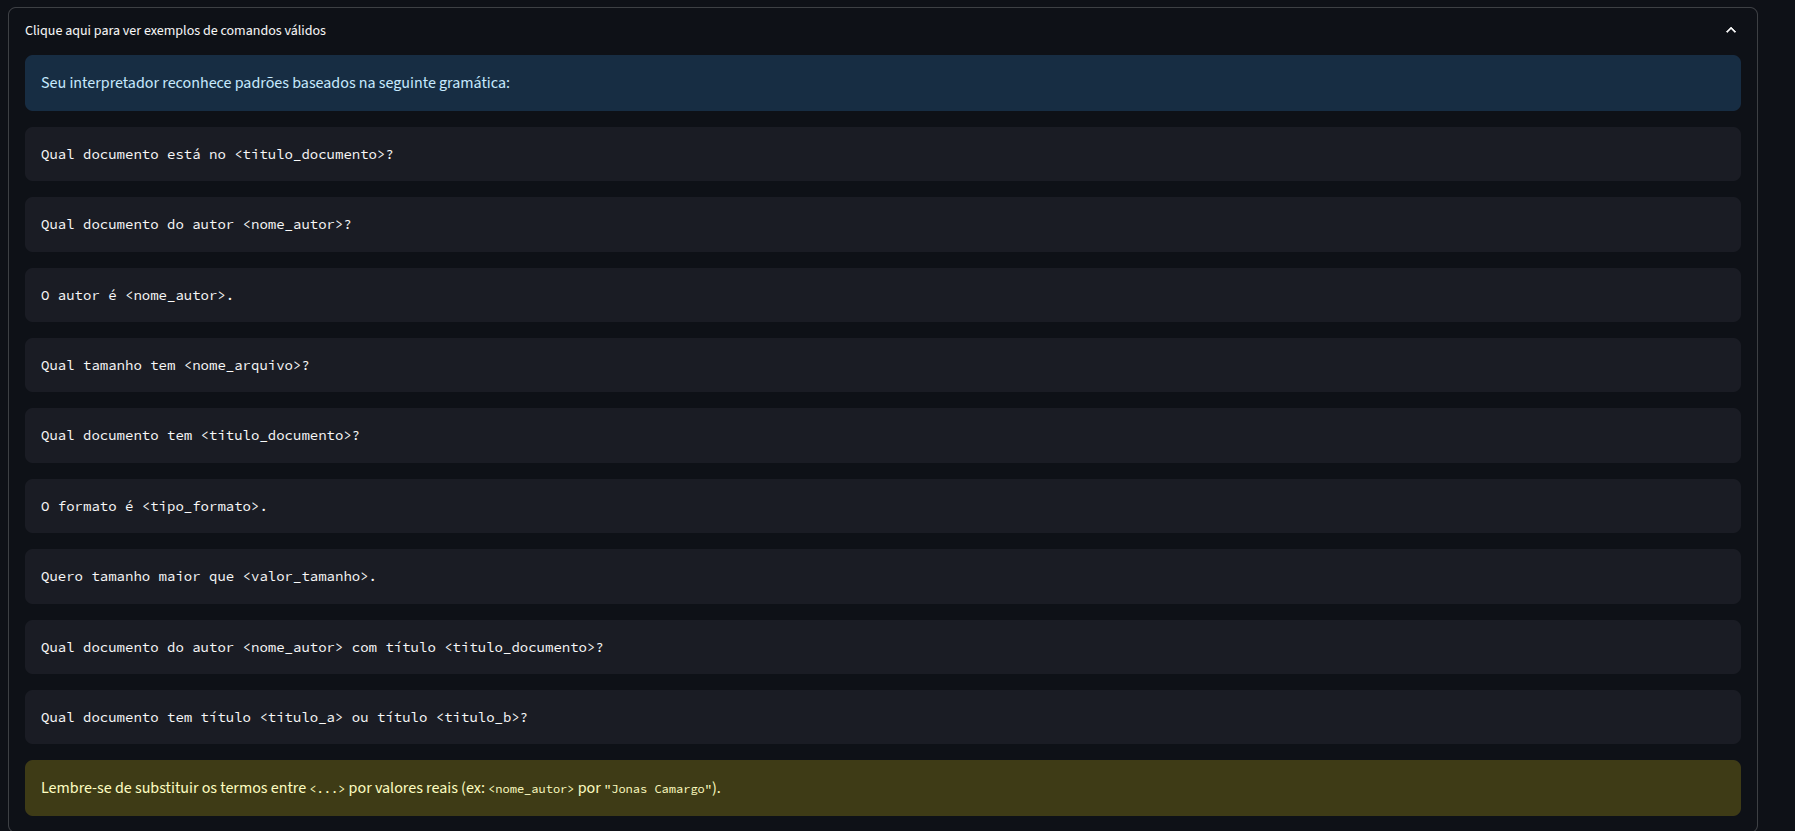 Clique aqui para ver exemplos de comandos válidos
Seu interpretador reconhece padrões baseados na seguinte gramática:
Qual documento está no <titulo_documento>?
Qual documento do autor <nome_autor>?
O autor é <nome_autor>.
Qual tamanho tem <nome_arquivo>?
Qual documento tem <titulo_documento>?
O formato é <tipo_formato>.
Quero tamanho maior que <valor_tamanho>.
Qual documento do autor <nome_autor> com título <titulo_documento>?
Qual documento tem título <titulo_a> ou título <titulo_b>?
Lembre-se de substituir os termos entre <...> por valores reais (ex: <nome_autor> por "Jonas Camargo").